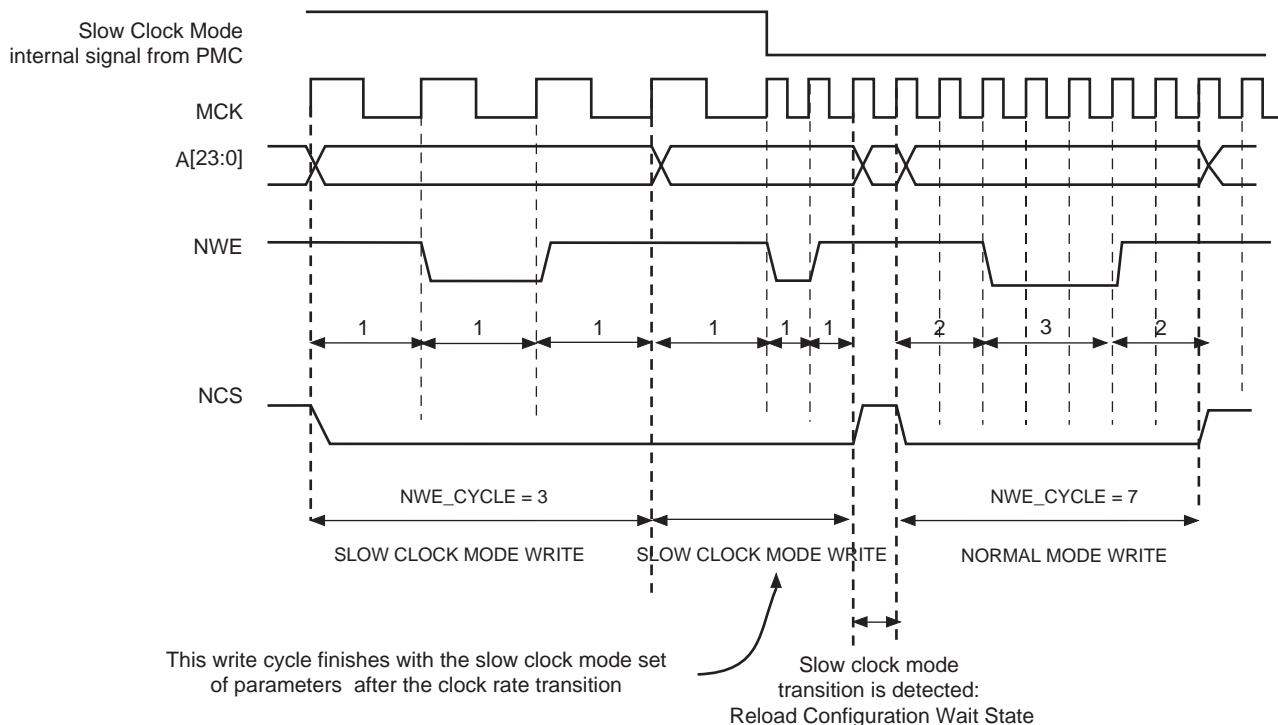 Slow Clock Mode
internal signal from PMC
MCK
A[23:0]
NWE
1 1 1 1 1 1 2 3 2
NCS
NWE_CYCLE = 3 NWE_CYCLE = 7
SLOW CLOCK MODE WRITE SLOW CLOCK MODE WRITE NORMAL MODE WRITE
This write cycle finishes with the slow clock mode set
of parameters after the clock rate transition
Slow clock mode
transition is detected:
Reload Configuration Wait State